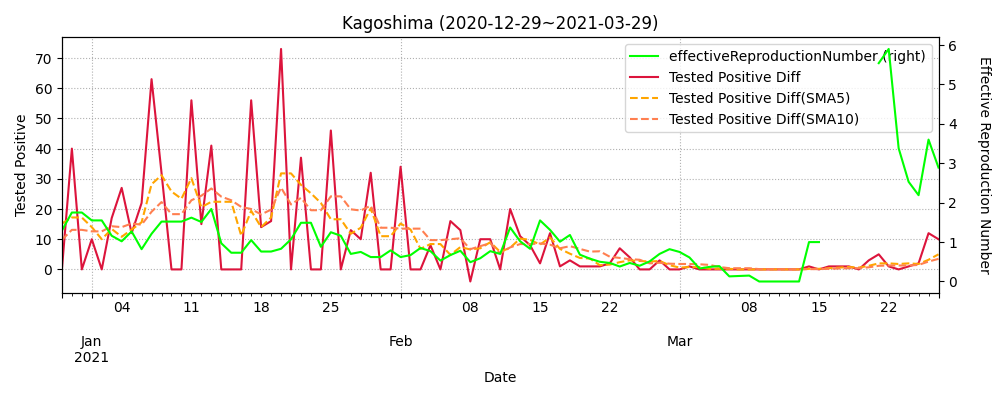 Kagoshima (2020-12-29~2021-03-29)
effectiveReproductionNumber (right)
Tested Positive Diff
Tested Positive Diff(SMA5)
Tested Positive Diff(SMA10)
Tested Positive
70
60
50
40
30
20
10
0
Effective Reproduction Number
6
5
4
3
2
1
0
04 11 18 25 08 15 22 08 15 22
Jan Feb Mar
2021
Date